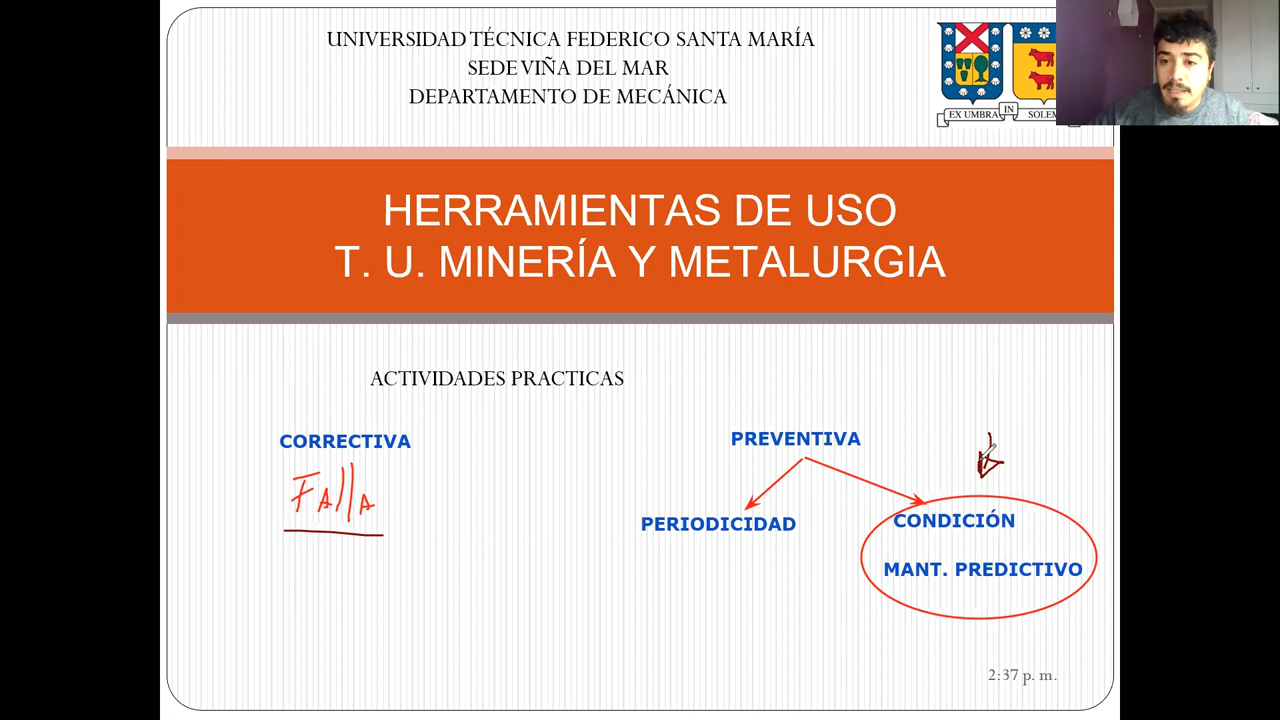 UNIVERSIDAD TÉCNICA FEDERICO SANTA MARÍA
SEDE VIÑA DEL MAR
DEPARTAMENTO DE MECÁNICA
EX UMBRA IN SOLEM
HERRAMIENTAS DE USO
T. U. MINERÍA Y METALURGIA
ACTIVIDADES PRACTICAS
CORRECTIVA
PREVENTIVA
FAllA
PERIODICIDAD
CONDICIÓN
MANT. PREDICTIVO
2:37 p. m.